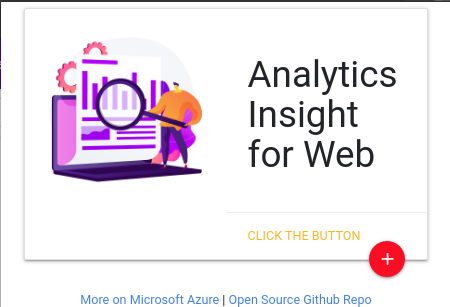 Analytics
Insight
for Web
CLICK THE BUTTON
+
More on Microsoft Azure | Open Source Github Repo